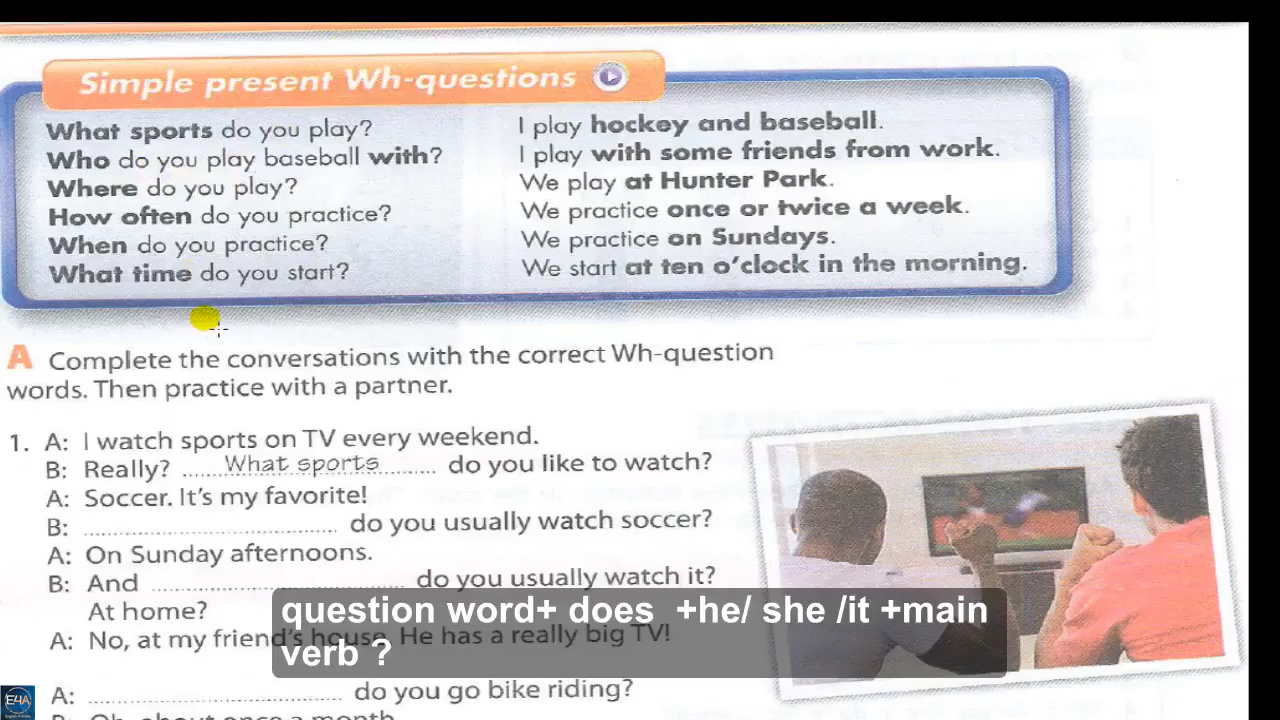 Simple present Wh-questions
What sports do you play? I play hockey and baseball.
Who do you play baseball with? I play with some friends from work.
Where do you play? We play at Hunter Park.
How often do you practice? We practice once or twice a week.
When do you practice? We practice on Sundays.
What time do you start? We start at ten o'clock in the morning.
A Complete the conversations with the correct Wh-question
words. Then practice with a partner.
1. A: I watch sports on TV every weekend.
B: Really? What sports do you like to watch?
A: Soccer. It's my favorite!
B: do you usually watch soccer?
A: On Sunday afternoons.
B: And do you usually watch it?
At home?
A: No, at my friend's house. He has a really big TV!
question word+ does +he/ she /it +main
verb ?
A: do you go bike riding?
B: Oh, about once a month.
E4A